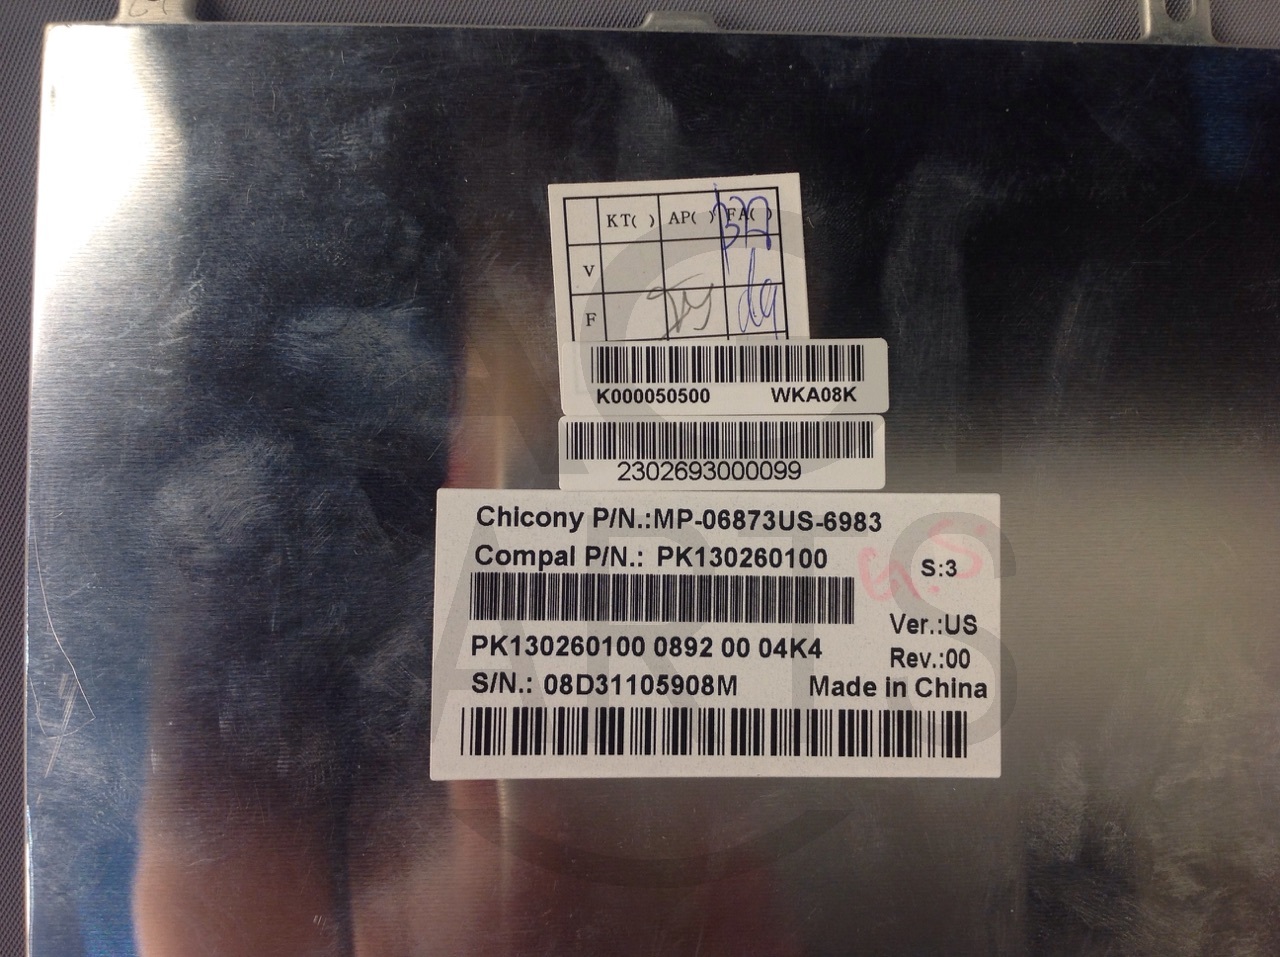 KT( ) AP( ) FA( )
V
F
K000050500 WKA08K
2302693000099
Chicony P/N.:MP-06873US-6983
Compal P/N.: PK130260100
S:3
Ver.:US
PK130260100 0892 00 04K4
Rev.:00
S/N.: 08D31105908M Made in China
PARTS